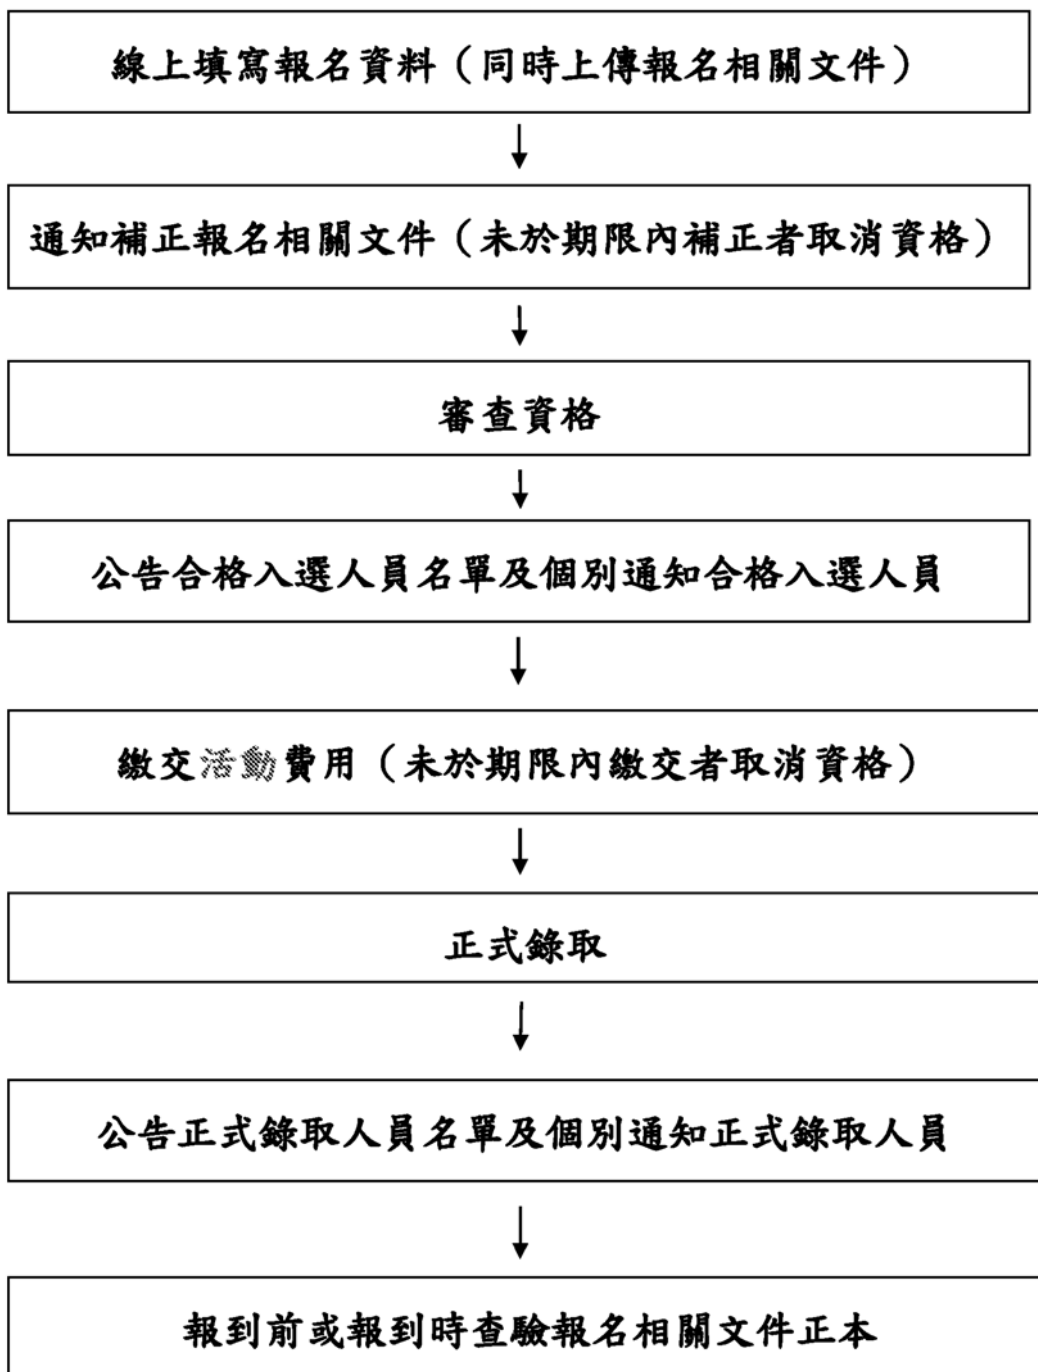 線上填寫報名資料（同時上傳報名相關文件）
通知補正報名相關文件（未於期限內補正者取消資格）
審查資格
公告合格入選人員名單及個別通知合格入選人員
繳交活動費用（未於期限內繳交者取消資格）
正式錄取
公告正式錄取人員名單及個別通知正式錄取人員
報到前或報到時查驗報名相關文件正本